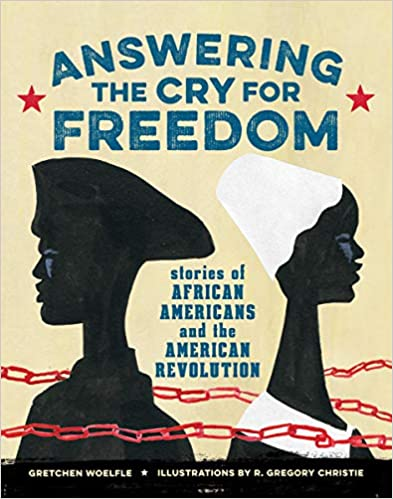 ANSWERING
THE CRY FOR
FREEDOM
stories of
AFRICAN
AMERICANS
and the
AMERICAN
REVOLUTION
GRETCHEN WOELFLE ★ ILLUSTRATIONS BY R. GREGORY CHRISTIE